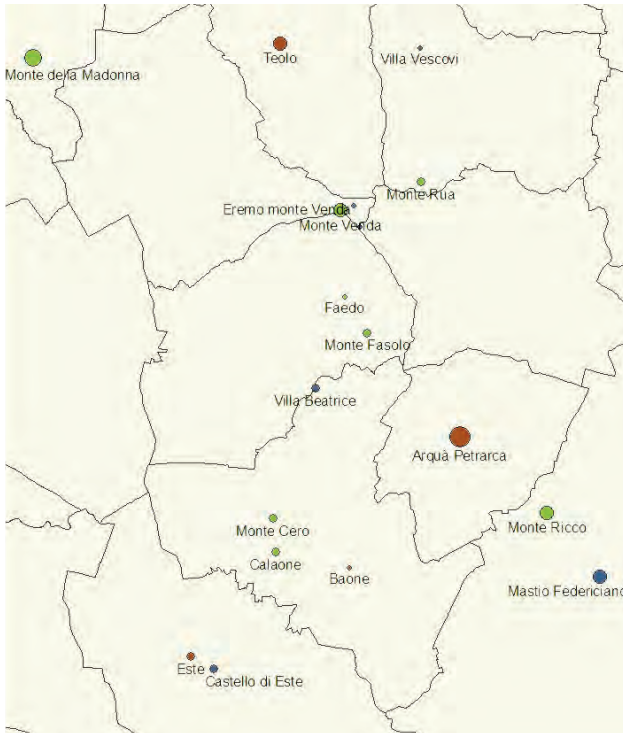 Teolo
Villa Vescovi
Monte della Madonna
Monte Rua
Eremo monte Venda
Monte Venda
Faedo
Monte Fasolo
Villa Beatrice
Arquà Petrarca
Monte Cero
Monte Ricco
Calaone
Baone
Mastio Federiciano
Este
Castello di Este